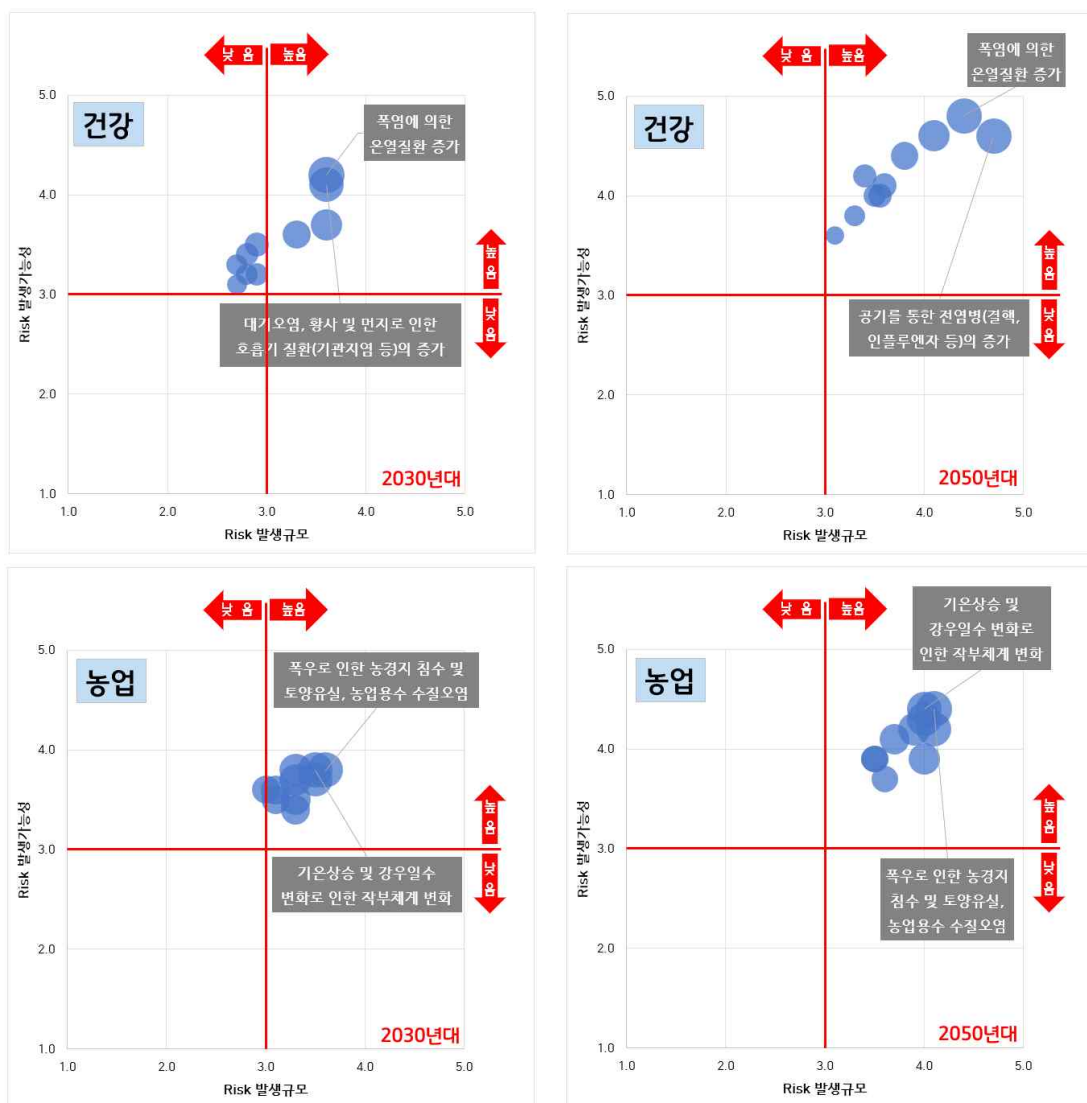 낮 음 높음
폭염에 의한
온열질환 증가
건강
5.0
4.0
3.0
2.0
1.0
Risk 발생가능성
높
음
낮
음
대기오염, 황사 및 먼지로 인한
호흡기 질환(기관지염 등)의 증가
2030년대
1.0 2.0 3.0 4.0 5.0
Risk 발생규모
낮 음 높음
폭염에 의한
온열질환 증가
건강
5.0
4.0
3.0
2.0
1.0
Risk 발생가능성
높
음
낮
음
공기를 통한 전염병(결핵,
인플루엔자 등)의 증가
2050년대
1.0 2.0 3.0 4.0 5.0
Risk 발생규모
낮 음 높음
농업
폭우로 인한 농경지 침수 및
토양유실, 농업용수 수질오염
5.0
4.0
3.0
2.0
1.0
Risk 발생가능성
높
음
낮
음
기온상승 및 강우일수
변화로 인한 작부체계 변화
2030년대
1.0 2.0 3.0 4.0 5.0
Risk 발생규모
낮 음 높음
기온상승 및
강우일수 변화로
인한 작부체계 변화
농업
5.0
4.0
3.0
2.0
1.0
Risk 발생가능성
높
음
낮
음
폭우로 인한 농경지
침수 및 토양유실,
농업용수 수질오염
2050년대
1.0 2.0 3.0 4.0 5.0
Risk 발생규모